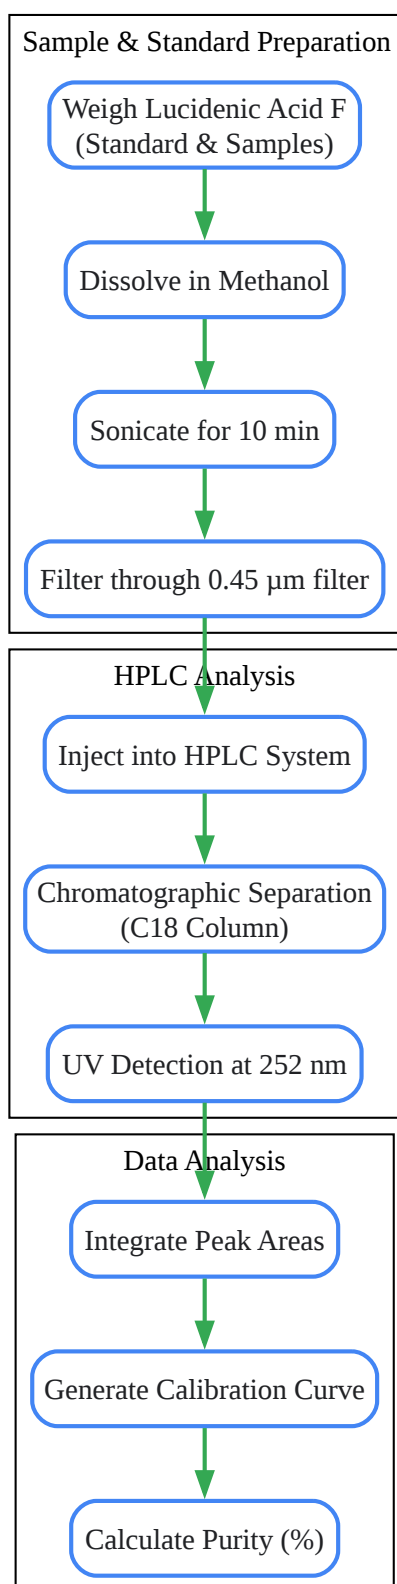 Sample & Standard Preparation
Weigh Lucidenic Acid F
(Standard & Samples)
Dissolve in Methanol
Sonicate for 10 min
Filter through 0.45 µm filter
HPLC Analysis
Inject into HPLC System
Chromatographic Separation
(C18 Column)
UV Detection at 252 nm
Data Analysis
Integrate Peak Areas
Generate Calibration Curve
Calculate Purity (%)